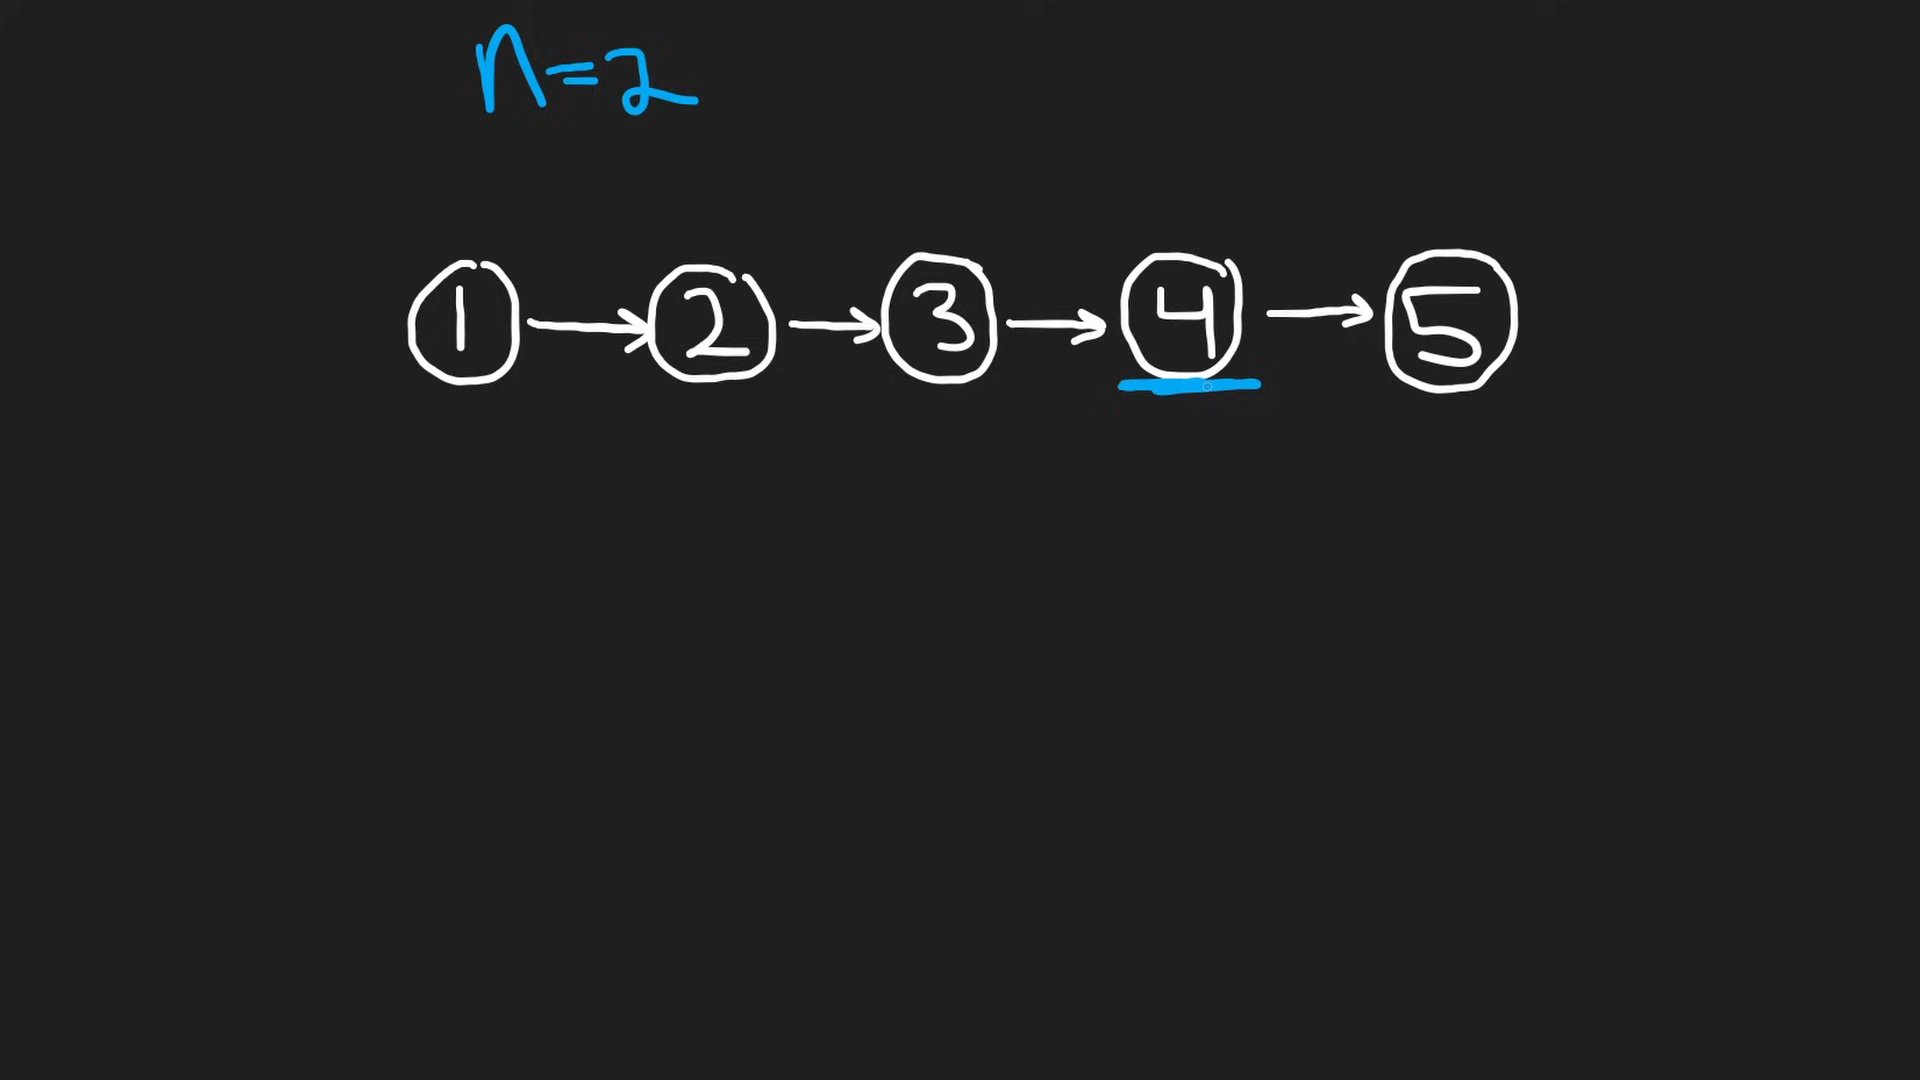 n=2
1 → 2 → 3 → 4 → 5